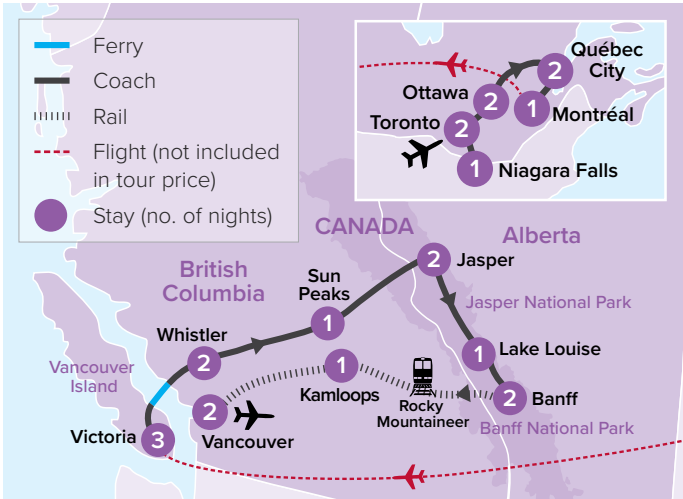 Ferry
Coach
Rail
Flight (not included
in tour price)
Stay (no. of nights)
Québec
City
2
Ottawa
2
1
Montréal
Toronto
2
1
Niagara Falls
CANADA
Alberta
British
Columbia
Sun
Peaks
1
2
Jasper
Jasper National Park
Whistler
2
1
Lake Louise
Vancouver
Island
1
Kamloops
Rocky
Mountaineer
2
Banff
Banff National Park
2
Vancouver
Victoria
3